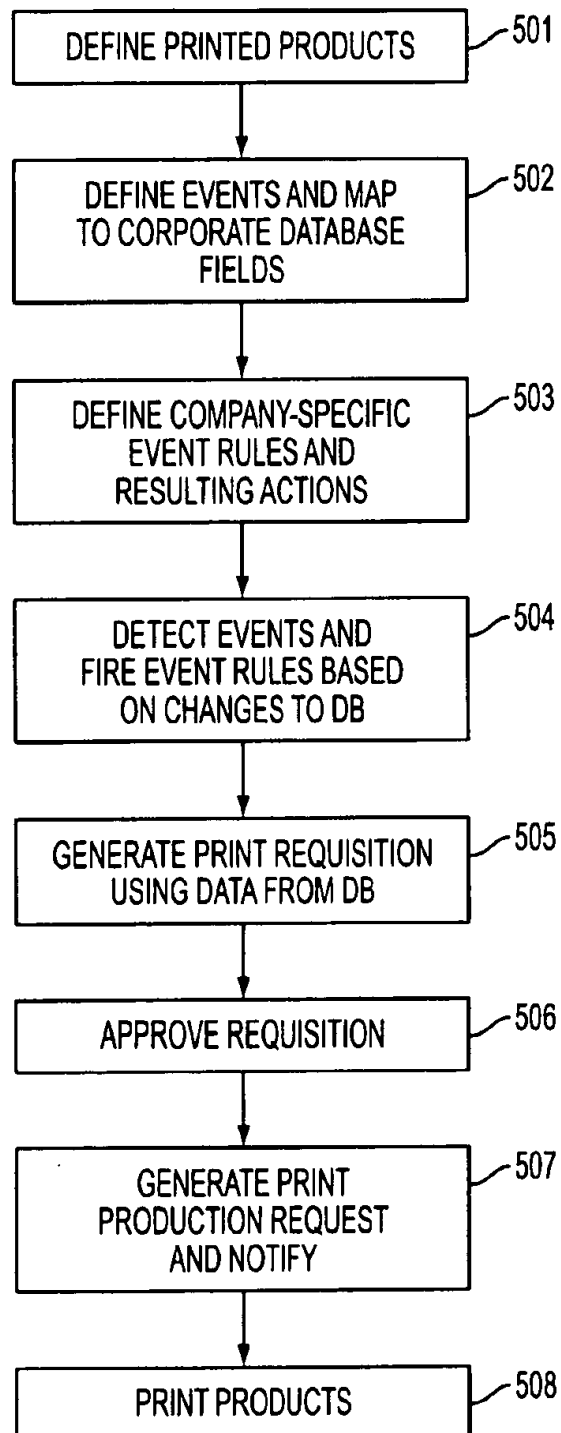 DEFINE PRINTED PRODUCTS
501
DEFINE EVENTS AND MAP
TO CORPORATE DATABASE
FIELDS
502
DEFINE COMPANY-SPECIFIC
EVENT RULES AND
RESULTING ACTIONS
503
DETECT EVENTS AND
FIRE EVENT RULES BASED
ON CHANGES TO DB
504
GENERATE PRINT REQUISITION
USING DATA FROM DB
505
APPROVE REQUISITION
506
GENERATE PRINT
PRODUCTION REQUEST
AND NOTIFY
507
PRINT PRODUCTS
508